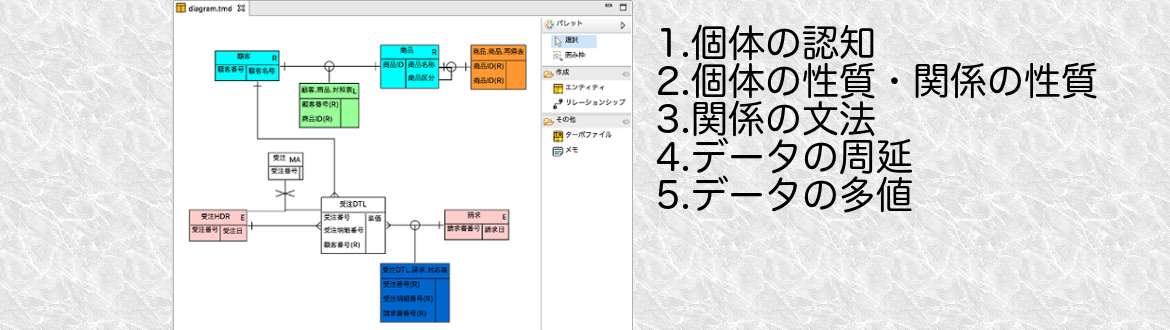 diagram.tmd
顧客 R
顧客番号 顧客名称
商品 R
商品ID 商品名称
商品区分
商品,商品,再帰表
商品ID(R)
商品ID(R)
顧客,商品,対照表L
顧客番号(R)
商品ID(R)
受注 MA
受注番号
受注HDR E
受注番号 受注日
受注DTL
受注番号 単価
受注明細番号
顧客番号(R)
請求 E
請求書番号 請求日
受注DTL,請求,対応表
受注番号(R)
受注明細番号(R)
請求書番号(R)
パレット
選択
囲み枠
作成
エンティティ
リレーションシップ
その他
ターボファイル
メモ
1.個体の認知
2.個体の性質・関係の性質
3.関係の文法
4.データの周延
5.データの多値